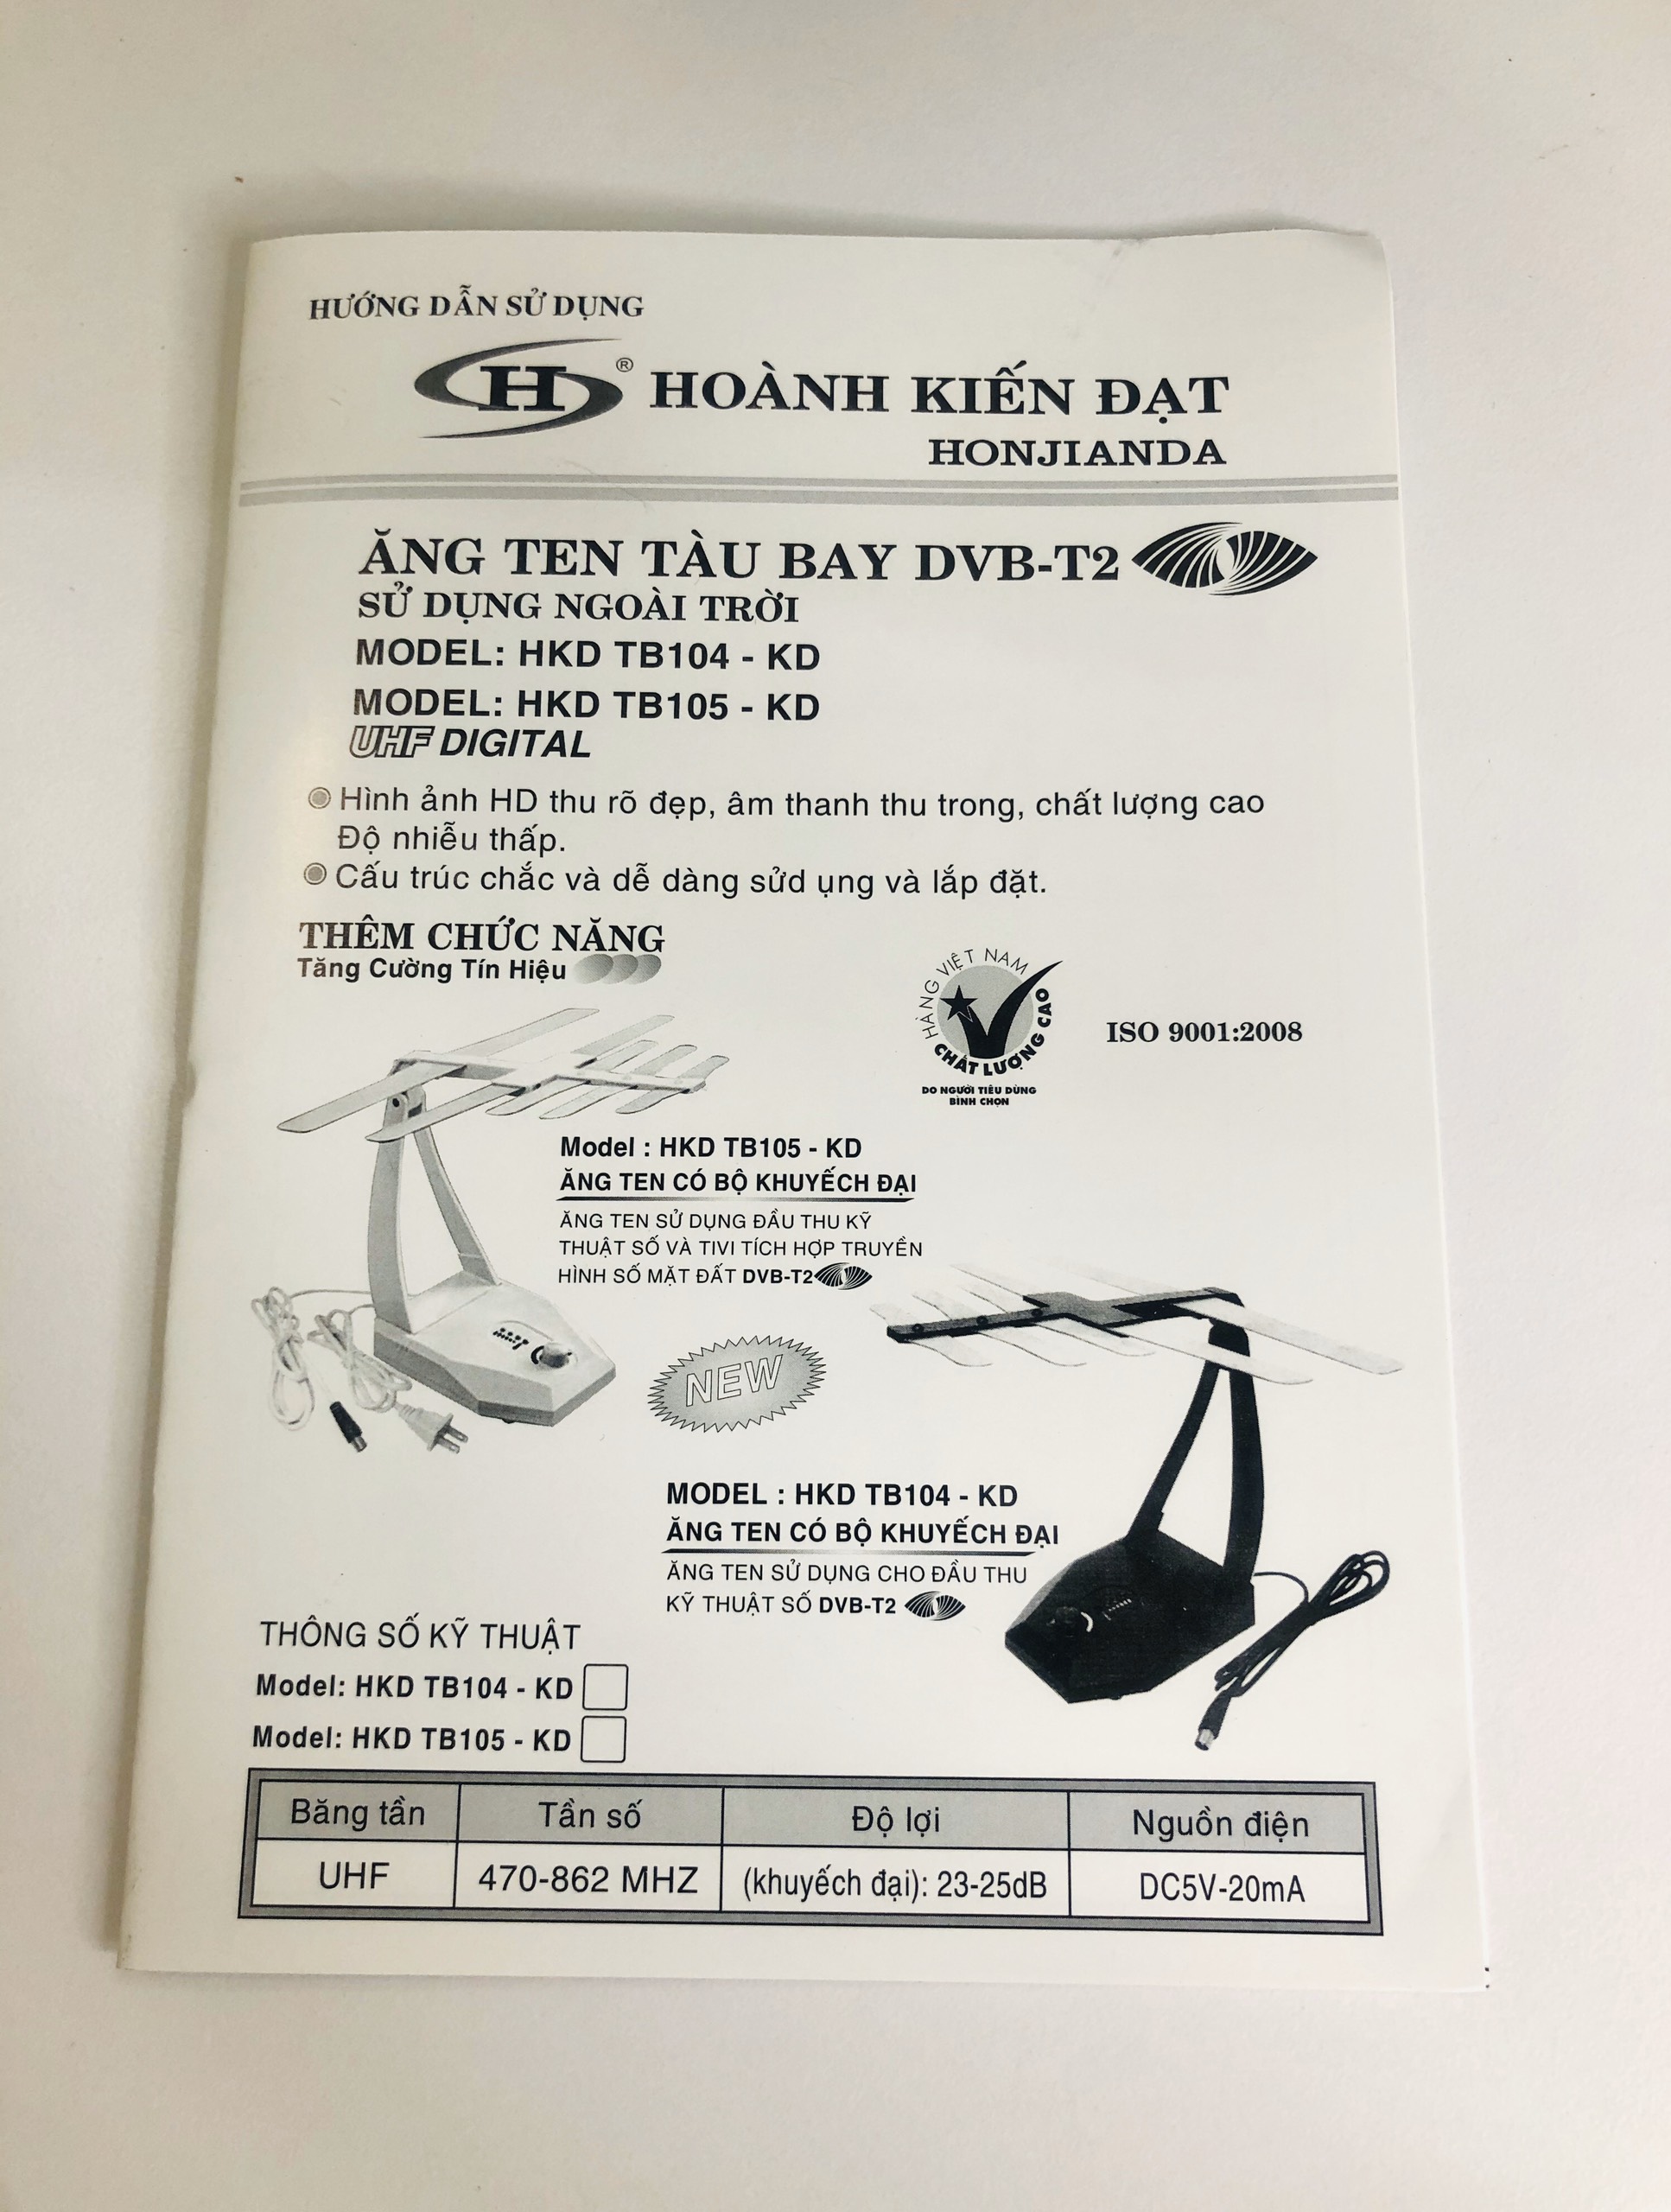 HƯỚNG DẪN SỬ DỤNG
H ® HOÀNH KIẾN ĐẠT
HONJIANDA
ĂNG TEN TÀU BAY DVB-T2
SỬ DỤNG NGOÀI TRỜI
MODEL: HKD TB104 - KD
MODEL: HKD TB105 - KD
UHF DIGITAL
Hình ảnh HD thu rõ đẹp, âm thanh thu trong, chất lượng cao
Độ nhiễu thấp.
Cấu trúc chắc và dễ dàng sửd ụng và lắp đặt.
THÊM CHỨC NĂNG
Tăng Cường Tín Hiệu
HÀNG VIỆT NAM
CHẤT LƯỢNG CAO
DO NGƯỜI TIÊU DÙNG
BÌNH CHỌN
ISO 9001:2008
Model : HKD TB105 - KD
ĂNG TEN CÓ BỘ KHUYẾCH ĐẠI
ĂNG TEN SỬ DỤNG ĐẦU THU KỸ
THUẬT SỐ VÀ TIVI TÍCH HỢP TRUYỀN
HÌNH SỐ MẶT ĐẤT DVB-T2
NEW
MODEL : HKD TB104 - KD
ĂNG TEN CÓ BỘ KHUYẾCH ĐẠI
ĂNG TEN SỬ DỤNG CHO ĐẦU THU
KỸ THUẬT SỐ DVB-T2
THÔNG SỐ KỸ THUẬT
Model: HKD TB104 - KD
Model: HKD TB105 - KD
Băng tần Tần số Độ lợi Nguồn điện
UHF 470-862 MHZ (khuyếch đại): 23-25dB DC5V-20mA